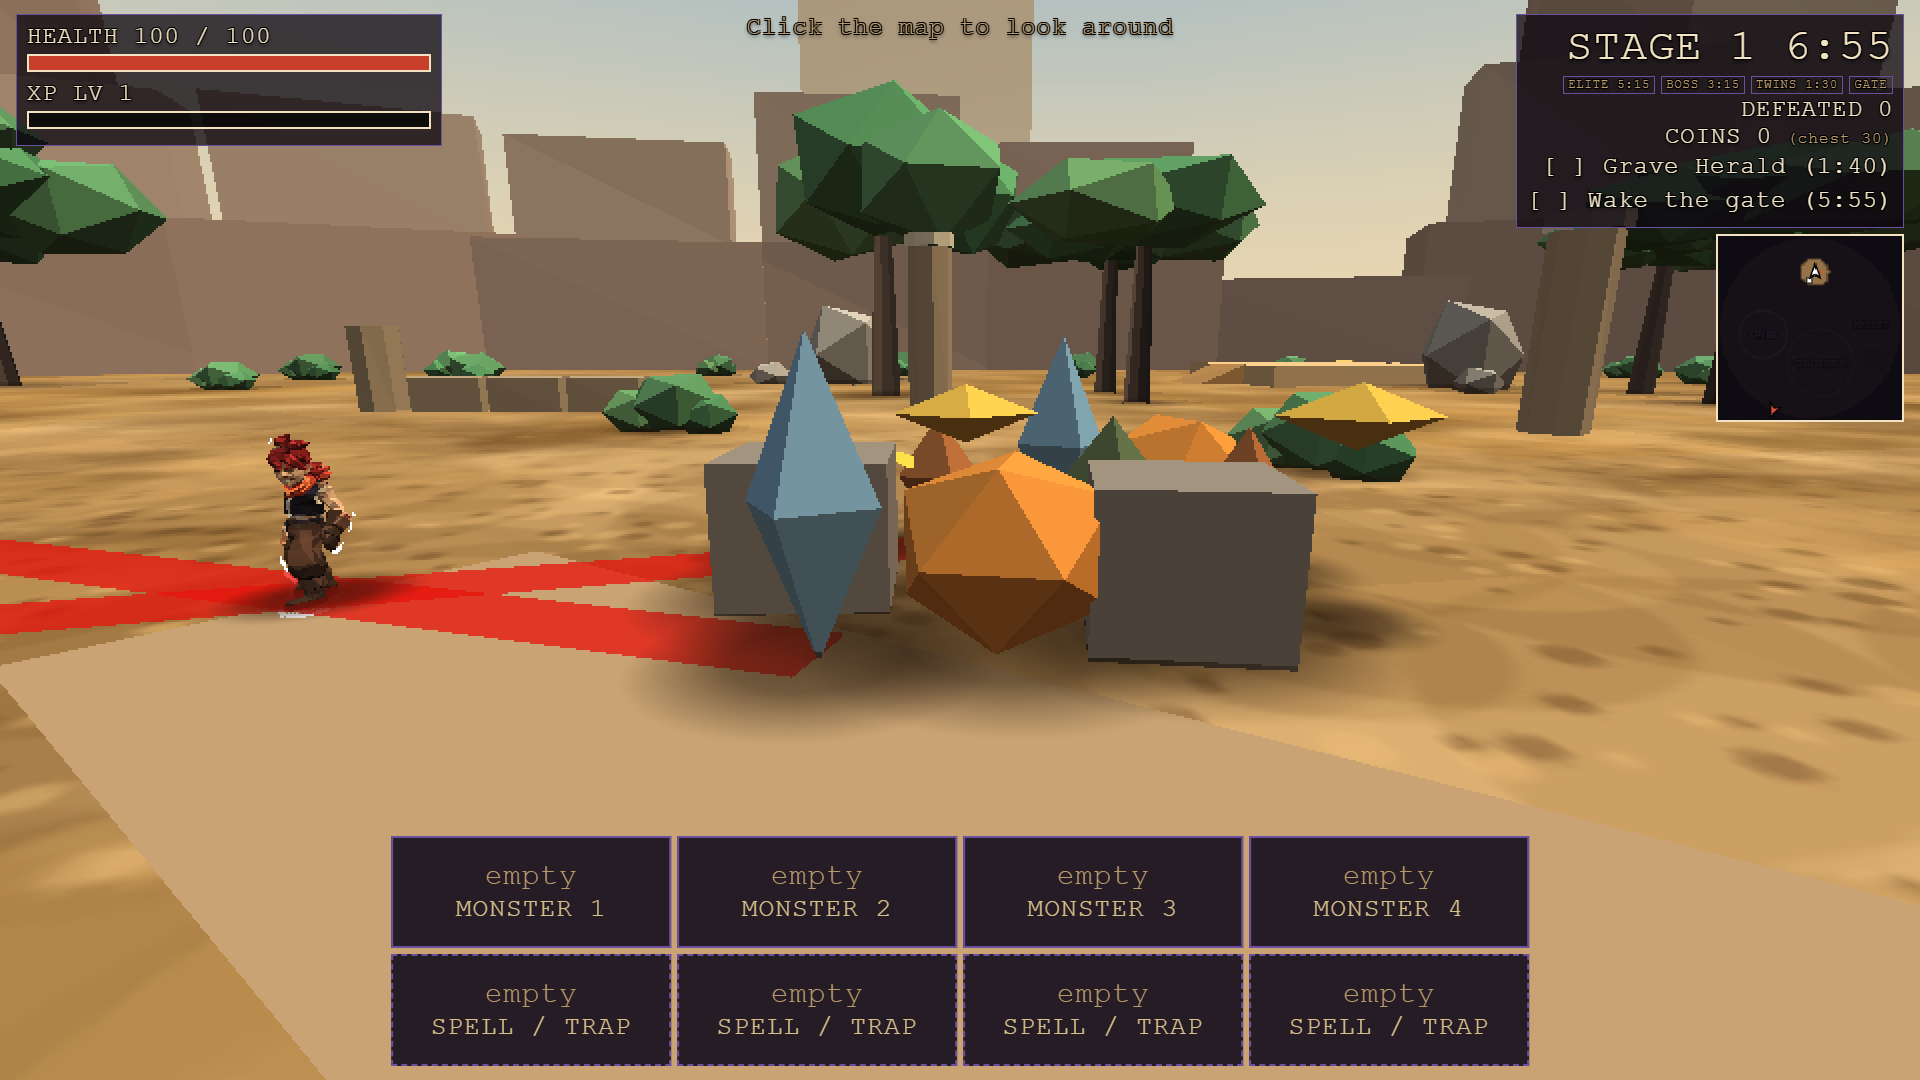 HEALTH 100 / 100
XP LV 1
Click the map to look around
STAGE 1 6:55
ELITE 5:15 BOSS 3:15 TWINS 1:30 GATE
DEFEATED 0
COINS 0 (chest 30)
[ ] Grave Herald (1:40)
[ ] Wake the gate (5:55)
empty empty empty empty
MONSTER 1 MONSTER 2 MONSTER 3 MONSTER 4
empty empty empty empty
SPELL / TRAP SPELL / TRAP SPELL / TRAP SPELL / TRAP